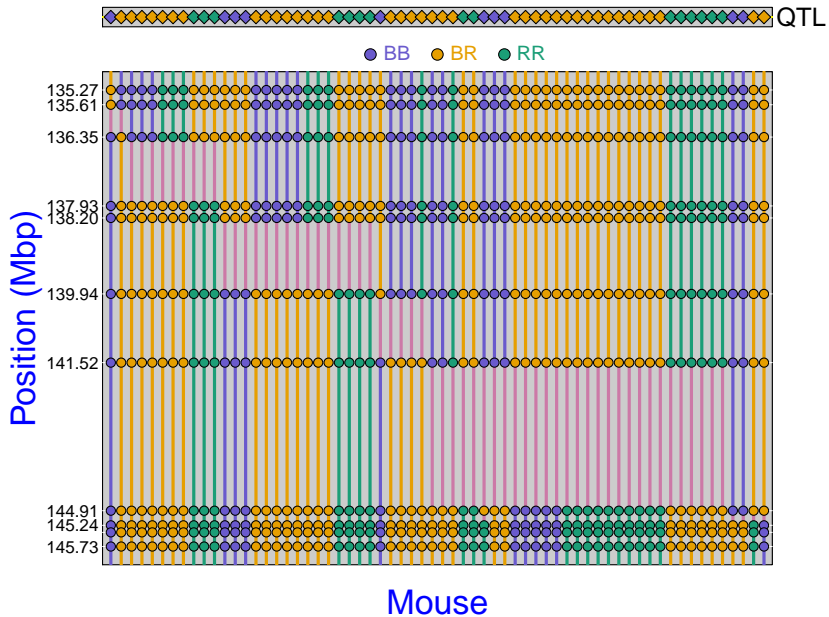 QTL
BB BR RR
135.27
135.61
136.35
137.93
138.20
139.94
141.52
144.91
145.24
145.73
Position (Mbp)
Mouse